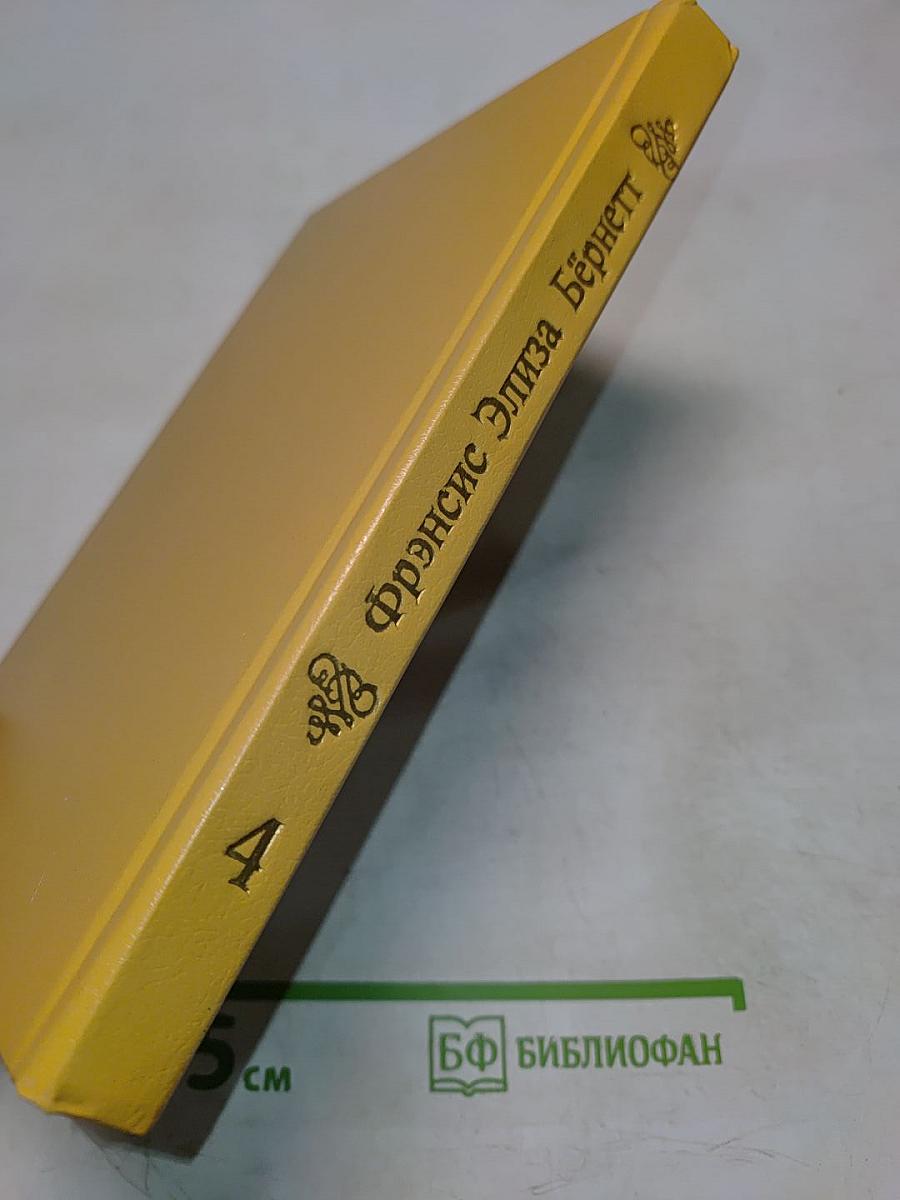 Фрэнсис Элиза Бёрнетт
4
5 см
БФ БИБЛИОФАН